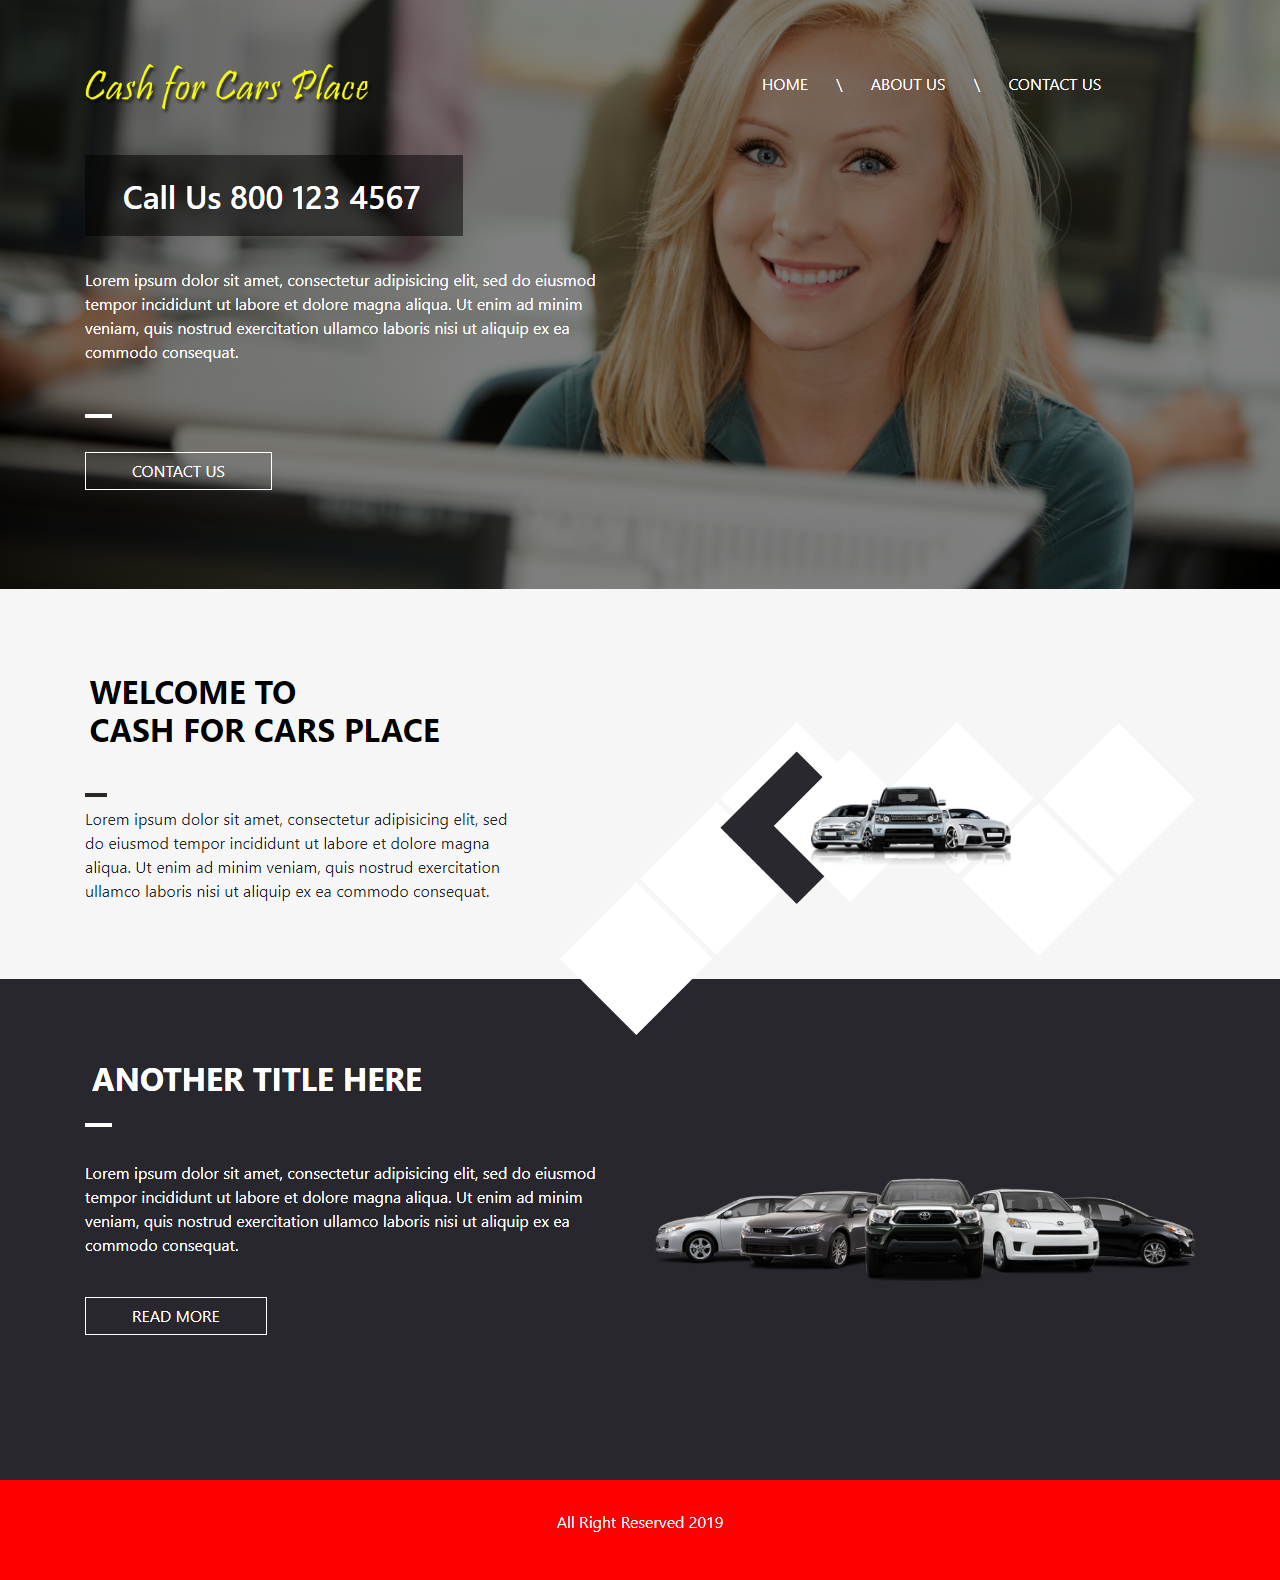 Cash for Cars Place
HOME \ ABOUT US \ CONTACT US
Call Us 800 123 4567
Lorem ipsum dolor sit amet, consectetur adipisicing elit, sed do eiusmod
tempor incididunt ut labore et dolore magna aliqua. Ut enim ad minim
veniam, quis nostrud exercitation ullamco laboris nisi ut aliquip ex ea
commodo consequat.
CONTACT US
WELCOME TO
CASH FOR CARS PLACE
Lorem ipsum dolor sit amet, consectetur adipisicing elit, sed
do eiusmod tempor incididunt ut labore et dolore magna
aliqua. Ut enim ad minim veniam, quis nostrud exercitation
ullamco laboris nisi ut aliquip ex ea commodo consequat.
ANOTHER TITLE HERE
Lorem ipsum dolor sit amet, consectetur adipisicing elit, sed do eiusmod
tempor incididunt ut labore et dolore magna aliqua. Ut enim ad minim
veniam, quis nostrud exercitation ullamco laboris nisi ut aliquip ex ea
commodo consequat.
READ MORE
All Right Reserved 2019